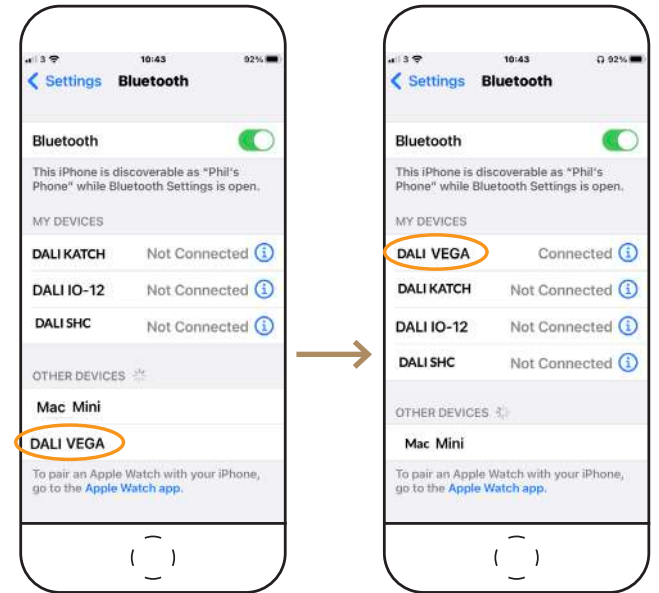 3 10:43 92%
Settings Bluetooth
Bluetooth
This iPhone is discoverable as "Phil's
Phone" while Bluetooth Settings is open.
MY DEVICES
DALI KATCH Not Connected
DALI IO-12 Not Connected
DALI SHC Not Connected
OTHER DEVICES
Mac Mini
DALI VEGA
To pair an Apple Watch with your iPhone,
go to the Apple Watch app.
3 10:43 92%
Settings Bluetooth
Bluetooth
This iPhone is discoverable as "Phil's
Phone" while Bluetooth Settings is open.
MY DEVICES
DALI VEGA Connected
DALI KATCH Not Connected
DALI IO-12 Not Connected
DALI SHC Not Connected
OTHER DEVICES
Mac Mini
To pair an Apple Watch with your iPhone,
go to the Apple Watch app.